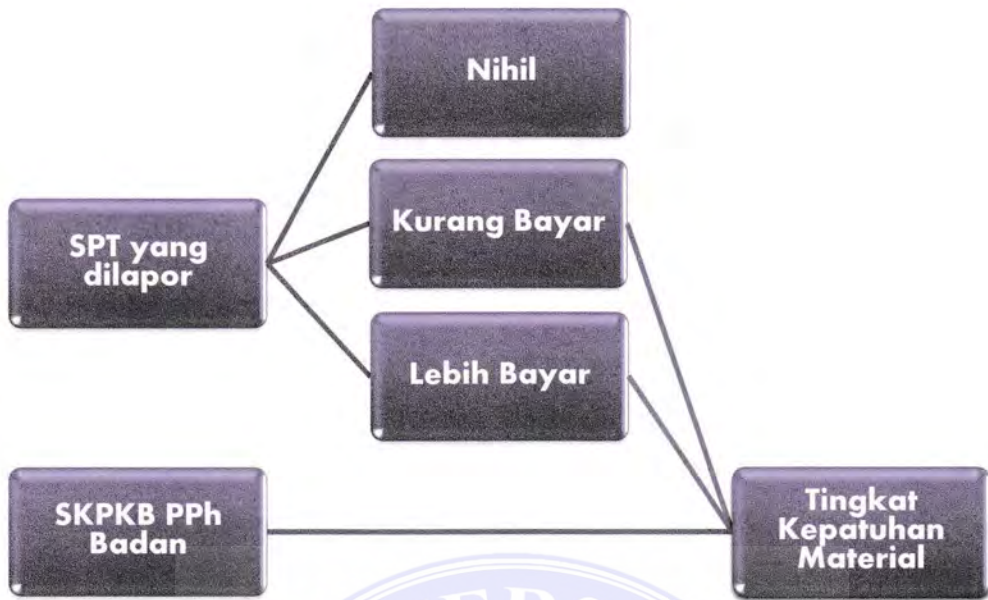 Nihil
Kurang Bayar
SPT yang
dilapor
Lebih Bayar
SKPKB PPh
Badan
Tingkat
Kepatuhan
Material